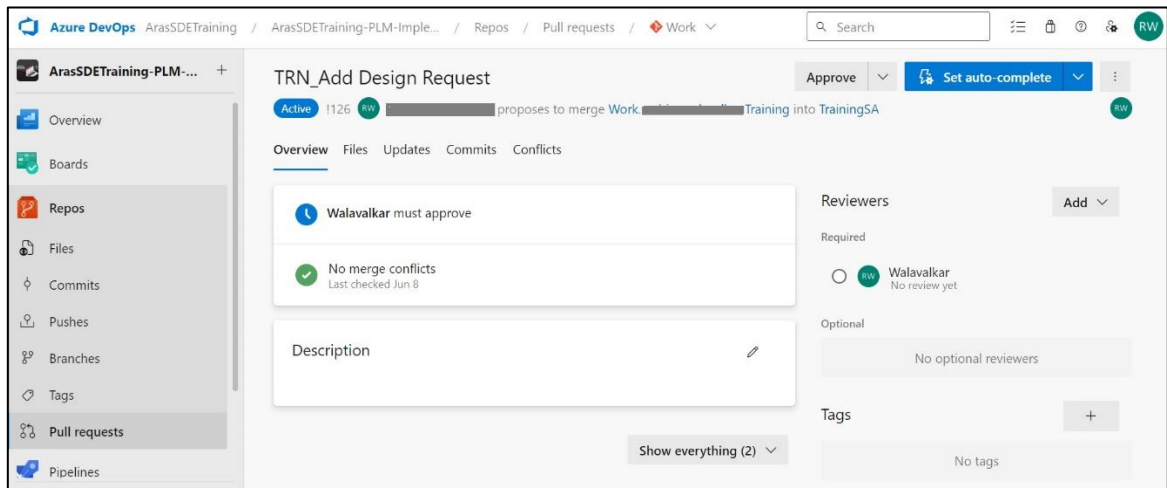 Azure DevOps ArasSDETraining / ArasSDETraining-PLM-Imple... / Repos / Pull requests / Work
Search
RW
ArasSDETraining-PLM-... +
Overview
Boards
Repos
Files
Commits
Pushes
Branches
Tags
Pull requests
Pipelines
TRN_Add Design Request
Approve
Set auto-complete
Active !126 RW proposes to merge Work. Training into TrainingSA
RW
Overview Files Updates Commits Conflicts
Walavalkar must approve
No merge conflicts
Last checked Jun 8
Description
Show everything (2)
Reviewers
Add
Required
RW Walavalkar
No review yet
Optional
No optional reviewers
Tags
+
No tags